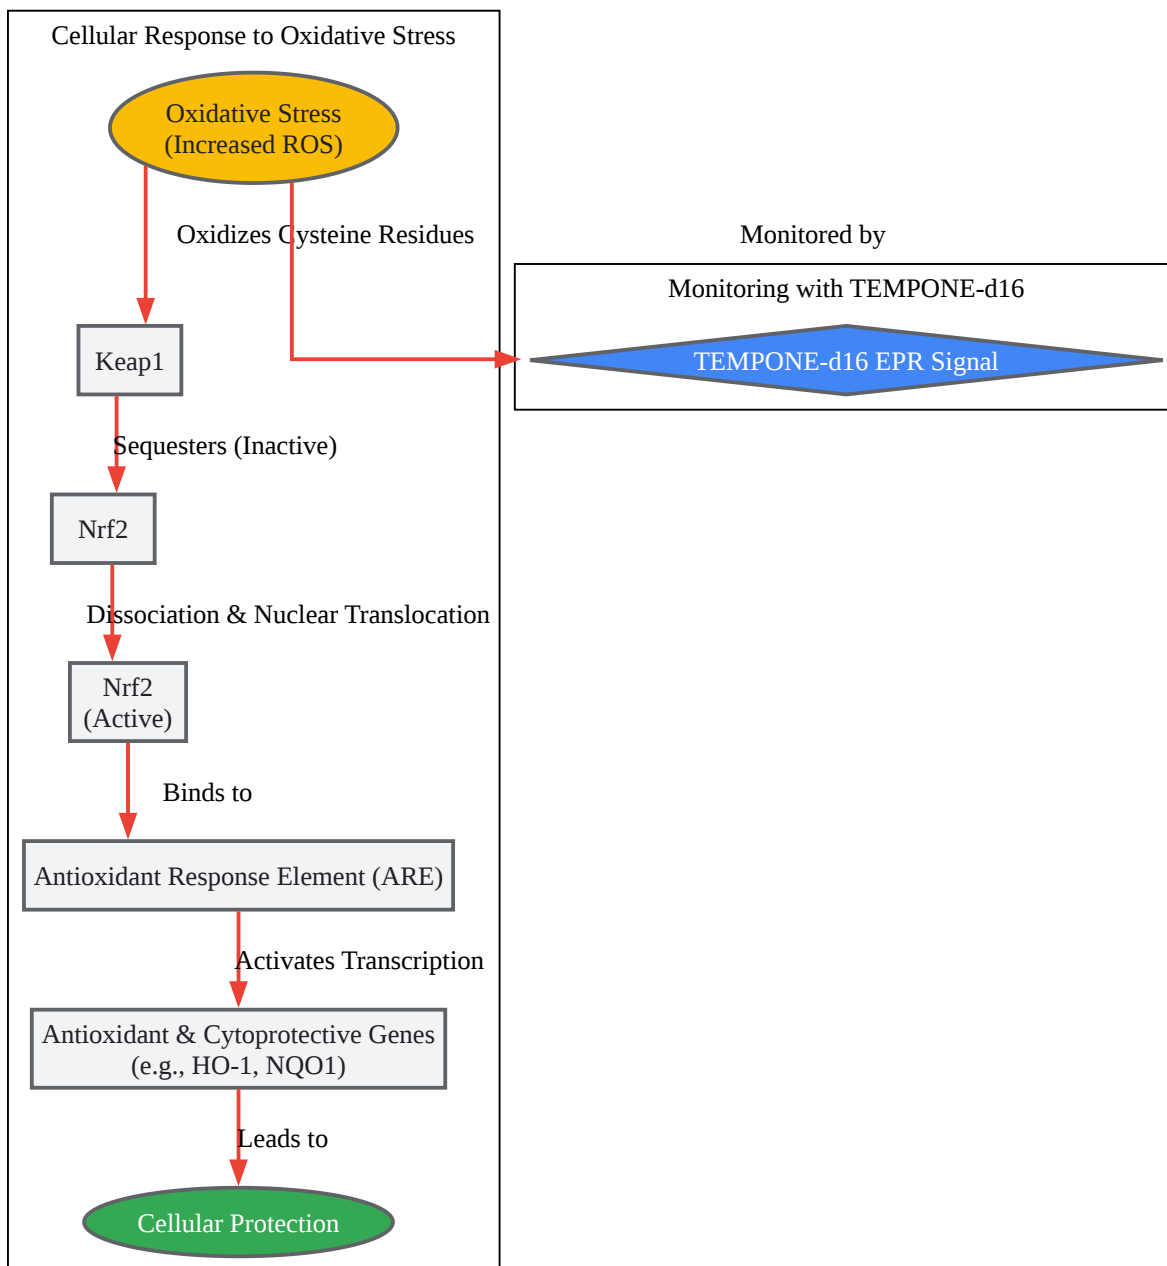 Cellular Response to Oxidative Stress
Oxidative Stress
(Increased ROS)
Oxidizes Cysteine Residues
Monitored by
Monitoring with TEMPONE-d16
Keap1
TEMPONE-d16 EPR Signal
Sequesters (Inactive)
Nrf2
Dissociation & Nuclear Translocation
Nrf2
(Active)
Binds to
Antioxidant Response Element (ARE)
Activates Transcription
Antioxidant & Cytoprotective Genes
(e.g., HO-1, NQO1)
Leads to
Cellular Protection